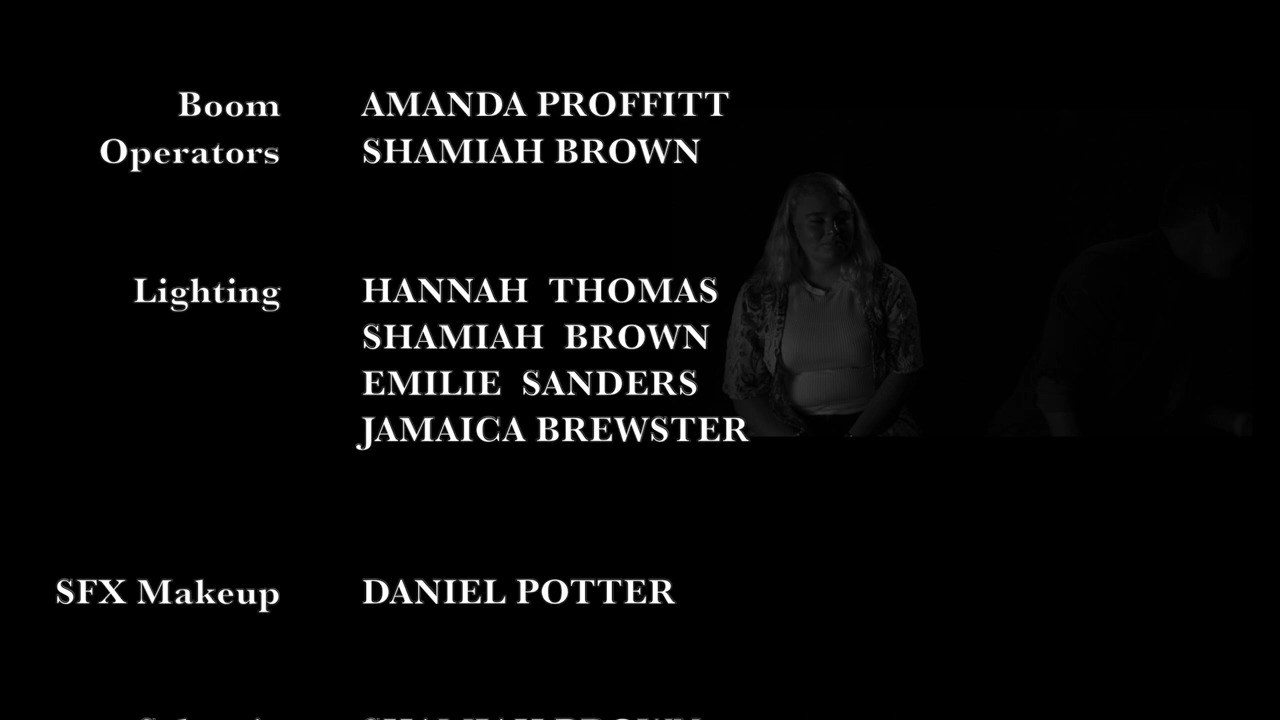 Boom AMANDA PROFFITT
Operators SHAMIAH BROWN
Lighting HANNAH THOMAS
SHAMIAH BROWN
EMILIE SANDERS
JAMAICA BREWSTER
SFX Makeup DANIEL POTTER